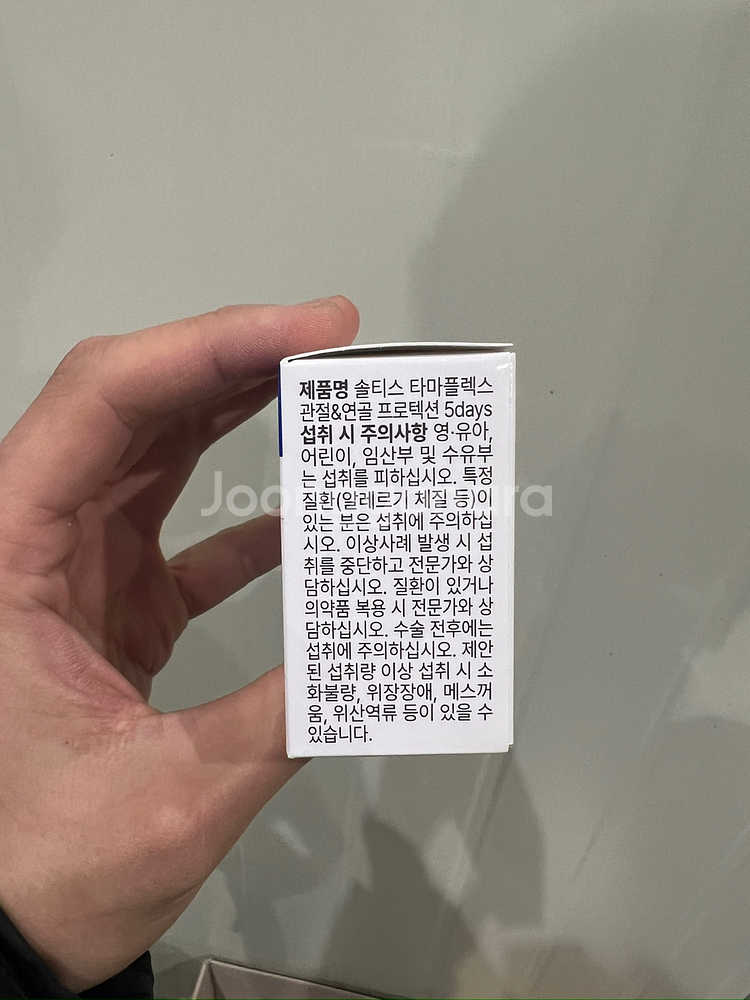 제품명 솔티스 타마플렉스
관절&연골 프로텍션 5days
섭취 시 주의사항 영·유아,
어린이, 임산부 및 수유부
는 섭취를 피하십시오. 특정
질환(알레르기 체질 등)이
있는 분은 섭취에 주의하십
시오. 이상사례 발생 시 섭
취를 중단하고 전문가와 상
담하십시오. 질환이 있거나
의약품 복용 시 전문가와 상
담하십시오. 수술 전후에는
섭취에 주의하십시오. 제안
된 섭취량 이상 섭취 시 소
화불량, 위장장애, 메스꺼
움, 위산역류 등이 있을 수
있습니다.